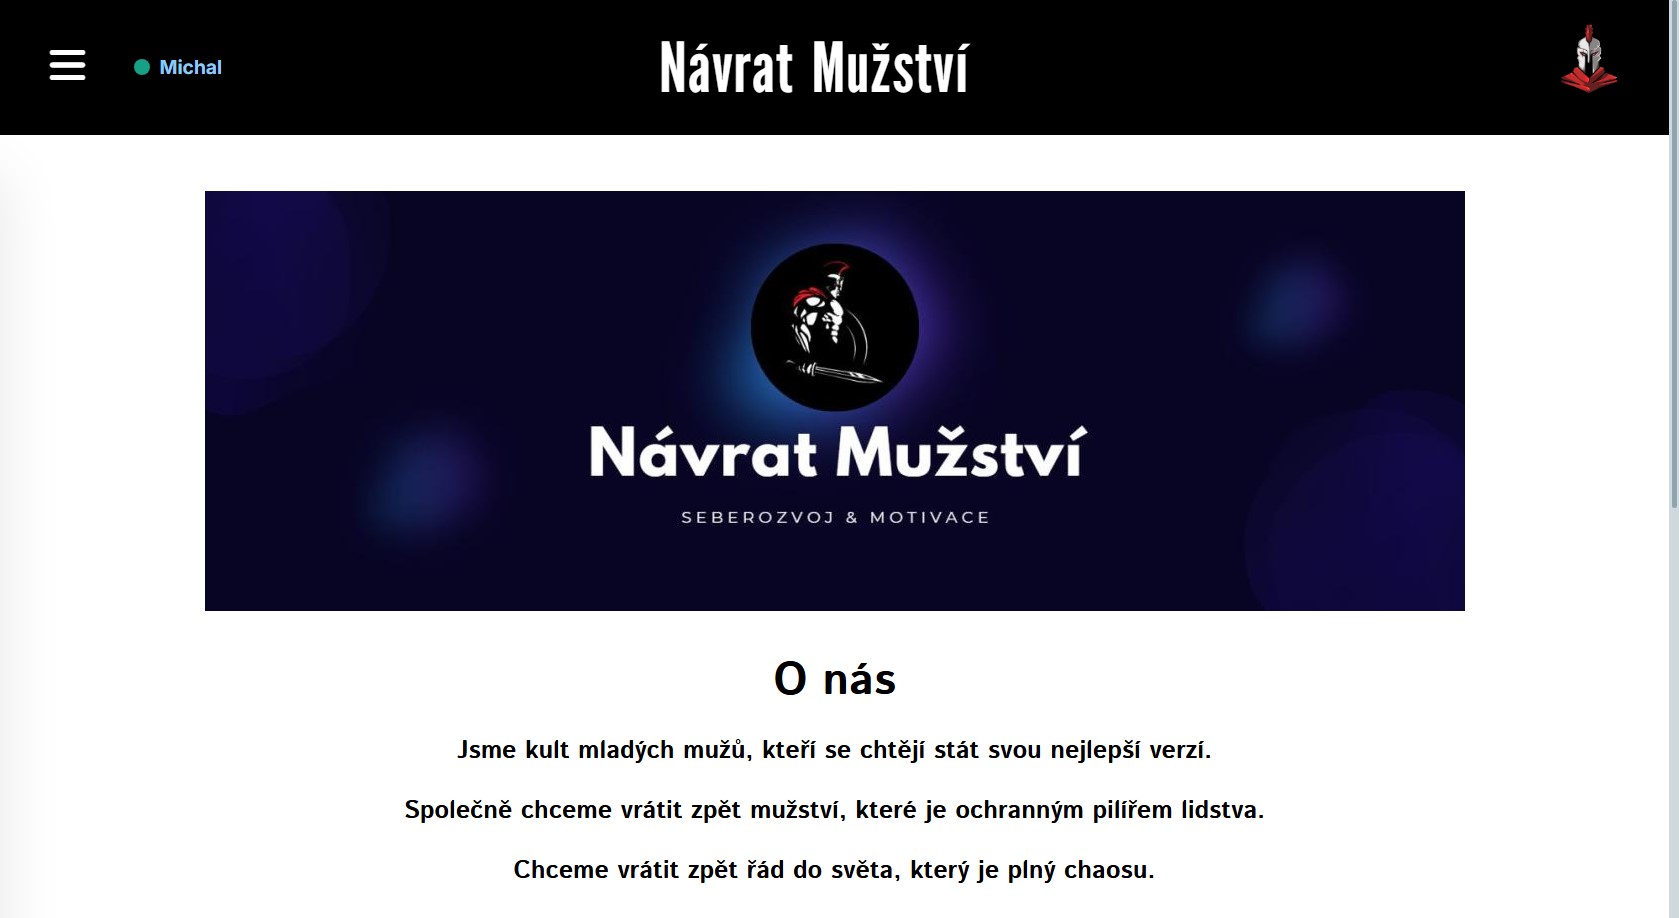 Michal
Návrat Mužství
Návrat Mužství
SEBEROZVOJ & MOTIVACE
O nás
Jsme kult mladých mužů, kteří se chtějí stát svou nejlepší verzí.
Společně chceme vrátit zpět mužství, které je ochranným pilířem lidstva.
Chceme vrátit zpět řád do světa, který je plný chaosu.